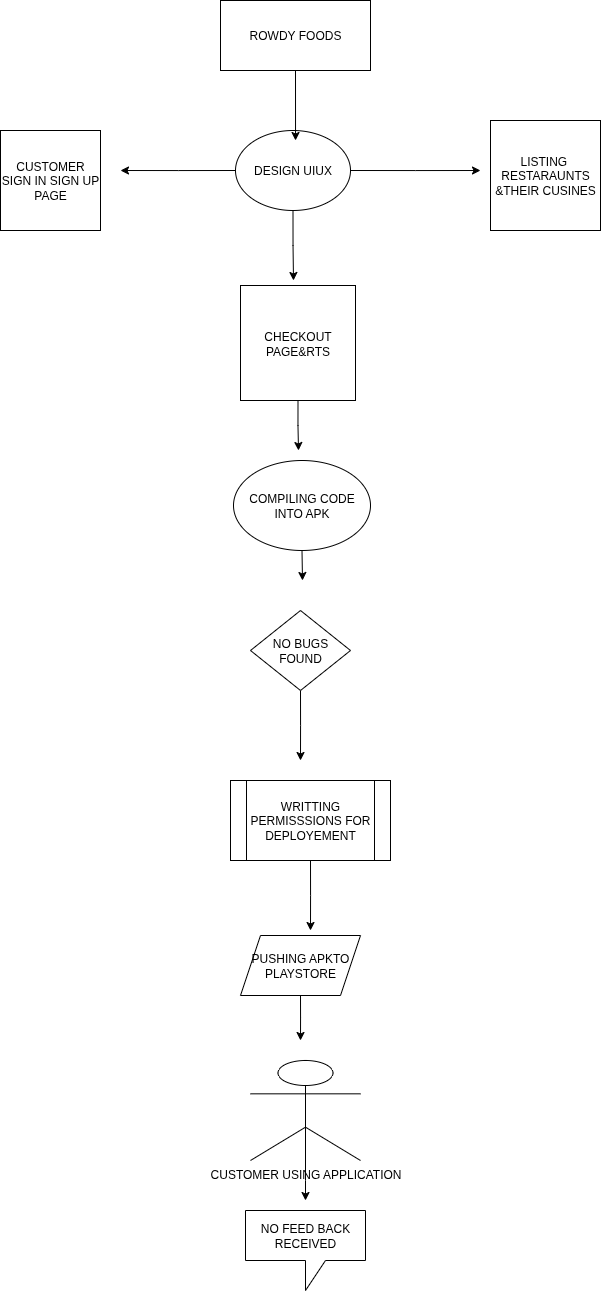 ROWDY FOODS
DESIGN UIUX
CUSTOMER
SIGN IN SIGN UP
PAGE
LISTING
RESTARAUNTS
&THEIR CUSINES
CHECKOUT
PAGE&RTS
COMPILING CODE
INTO APK
NO BUGS
FOUND
WRITTING
PERMISSSIONS FOR
DEPLOYEMENT
PUSHING APKTO
PLAYSTORE
CUSTOMER USING APPLICATION
NO FEED BACK
RECEIVED